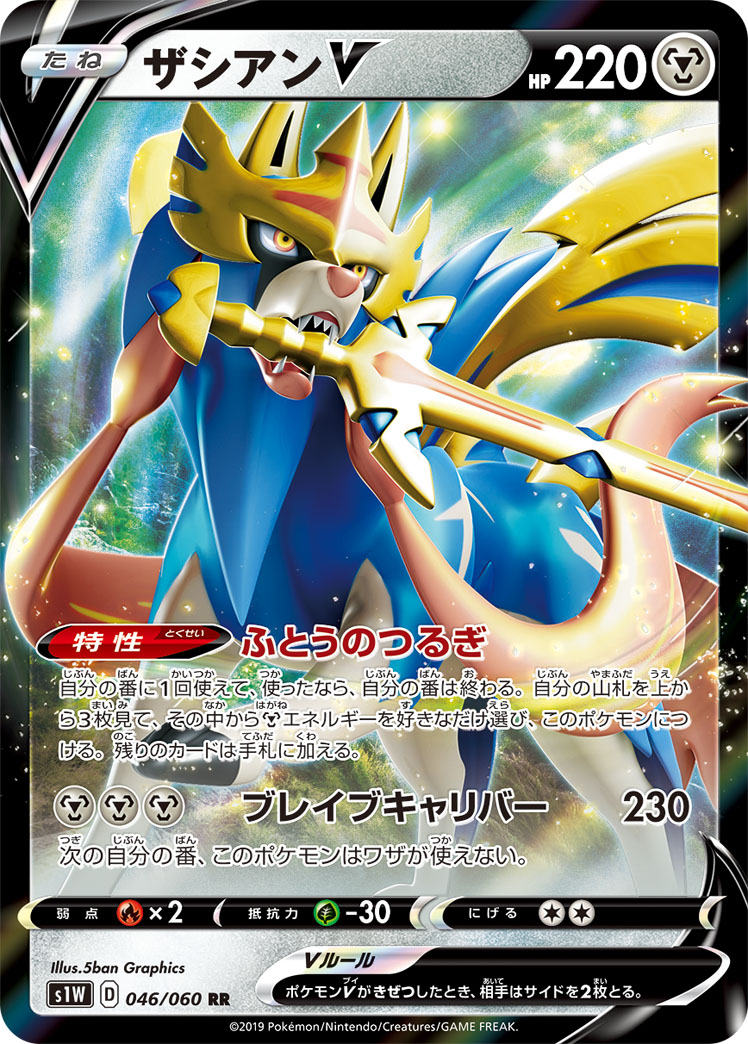 たね ザシアンV HP220
特性 とくせい ふとうのつるぎ
自分の番に1回使えて、使ったなら、自分の番は終わる。自分の山札を上か
ら3枚見て、その中からエネルギーを好きなだけ選び、このポケモンにつ
ける。残りのカードは手札に加える。
ブレイブキャリバー 230
次の自分の番、このポケモンはワザが使えない。
弱点 ×2 抵抗力 -30 にげる
Illus.5ban Graphics
Vルール
ポケモンVがきぜつしたとき、相手はサイドを2枚とる。
s1W D 046/060 RR
©2019 Pokémon/Nintendo/Creatures/GAME FREAK.